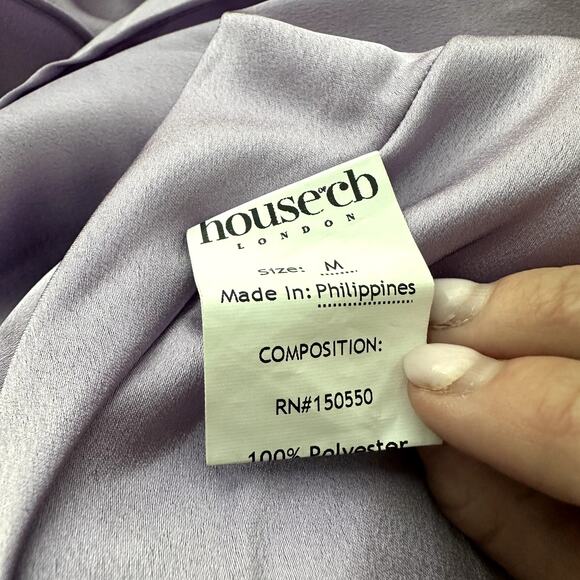 house of cb
LONDON
Size: M
Made In: Philippines
COMPOSITION:
RN#150550
100% Polyester